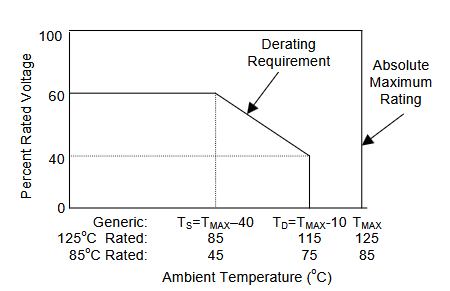 100
Derating
Requirement
Absolute
Maximum
Rating
Percent Rated Voltage
60
40
0
Generic: TS=TMAX–40 TD=TMAX-10 TMAX
125°C Rated: 85 115 125
85°C Rated: 45 75 85
Ambient Temperature (°C)